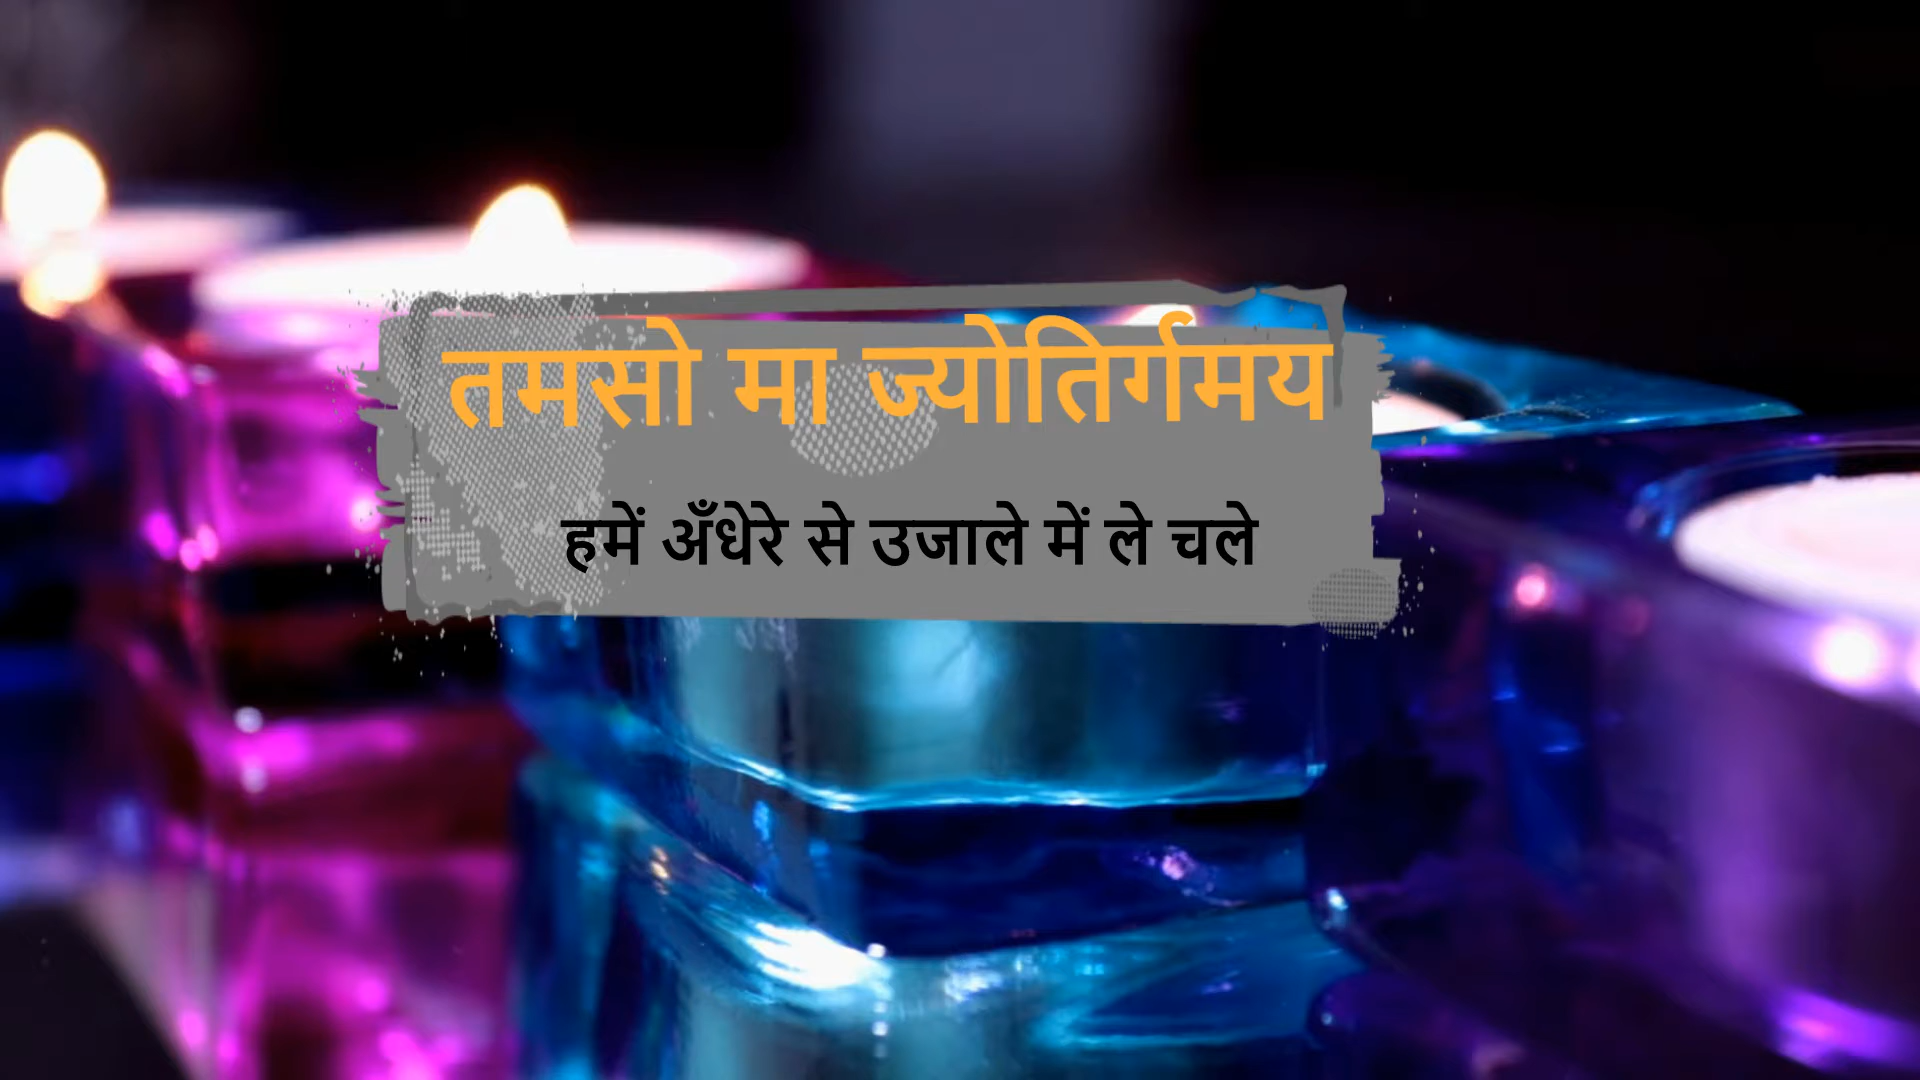 तमसो मा ज्योतिर्गमय
हमें अँधेरे से उजाले में ले चले